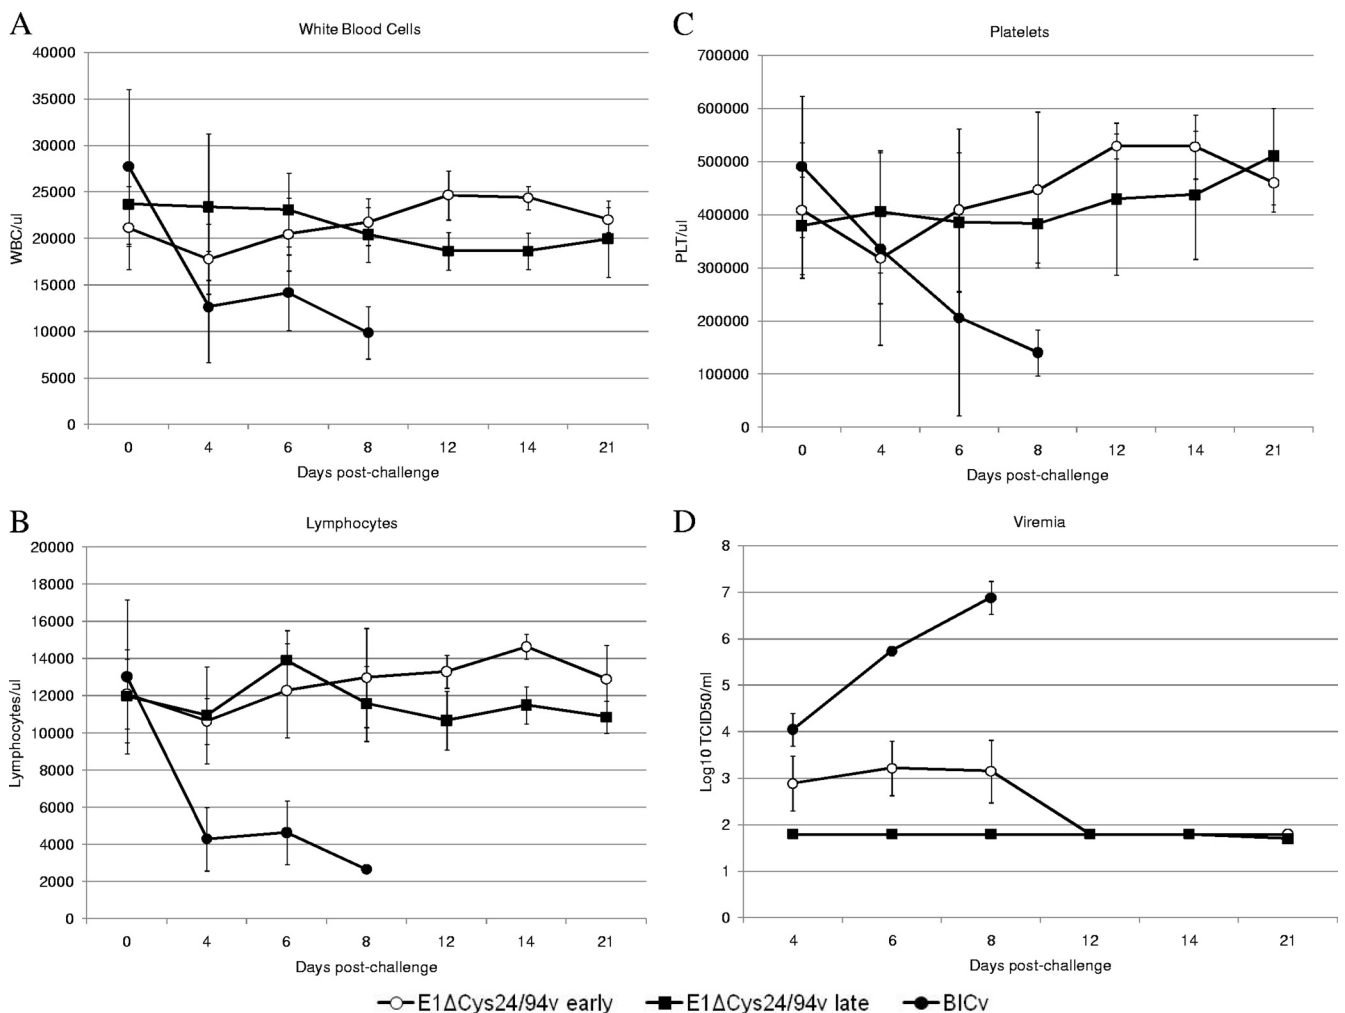 A
White Blood Cells
40000
35000
30000
25000
20000
15000
10000
5000
0
WBC/ul
0 4 6 8 12 14 21
Days post-challenge
C
Platelets
700000
600000
500000
400000
300000
200000
100000
0
PLT/ul
0 4 6 8 12 14 21
Days post-challenge
B
Lymphocytes
20000
18000
16000
14000
12000
10000
8000
6000
4000
2000
0
Lymphocytes/ul
0 4 6 8 12 14 21
Days post-challenge
D
Viremia
8
7
6
5
4
3
2
1
0
Log10 TCID50/ml
4 6 8 12 14 21
Days post-challenge
E1ΔCys24/94v early E1ΔCys24/94v late BICv